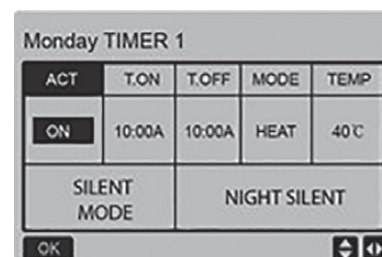 Monday TIMER 1
ACT T.ON T.OFF MODE TEMP
ON 10:00A 10:00A HEAT 40℃
SILENT MODE NIGHT SILENT
OK